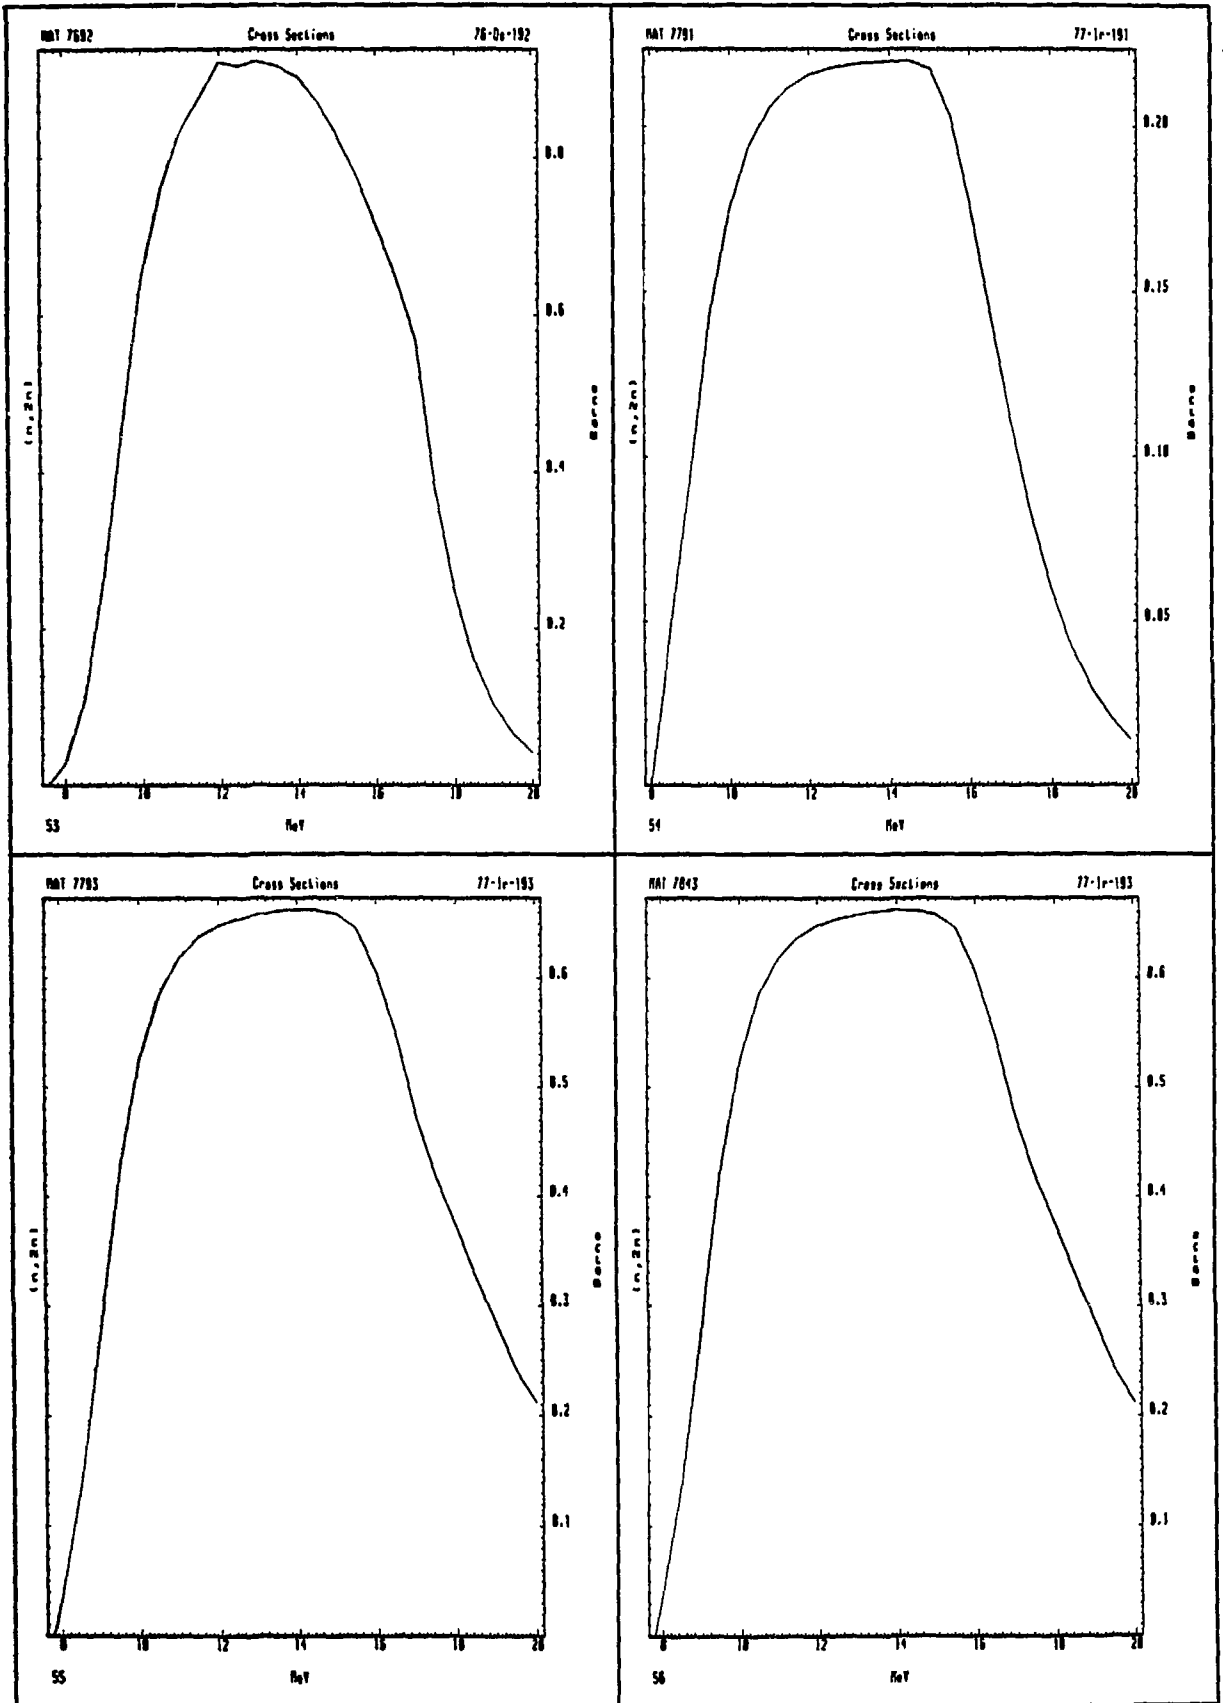 MAT 7692 Cross Sections 76-Os-192
0.8
0.6
0.4
0.2
(n,2n)
Barns
8 10 12 14 16 18 20
53 MeV
MAT 7791 Cross Sections 77-Ir-191
0.20
0.15
0.10
0.05
(n,2n)
Barns
8 10 12 14 16 18 20
54 MeV
MAT 7793 Cross Sections 77-Ir-193
0.6
0.5
0.4
0.3
0.2
0.1
(n,2n)
Barns
8 10 12 14 16 18 20
55 MeV
MAT 7843 Cross Sections 77-Ir-193
0.6
0.5
0.4
0.3
0.2
0.1
(n,2n)
Barns
8 10 12 14 16 18 20
56 MeV